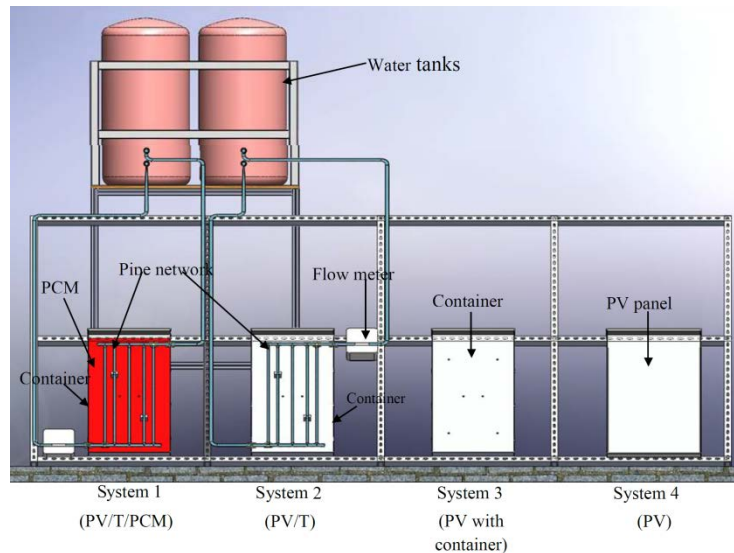 Water tanks
Pine network
Flow meter
PCM
Container
PV panel
Container
Container
System 1
System 2
System 3
System 4
(PV/T/PCM)
(PV/T)
(PV with
container)
(PV)